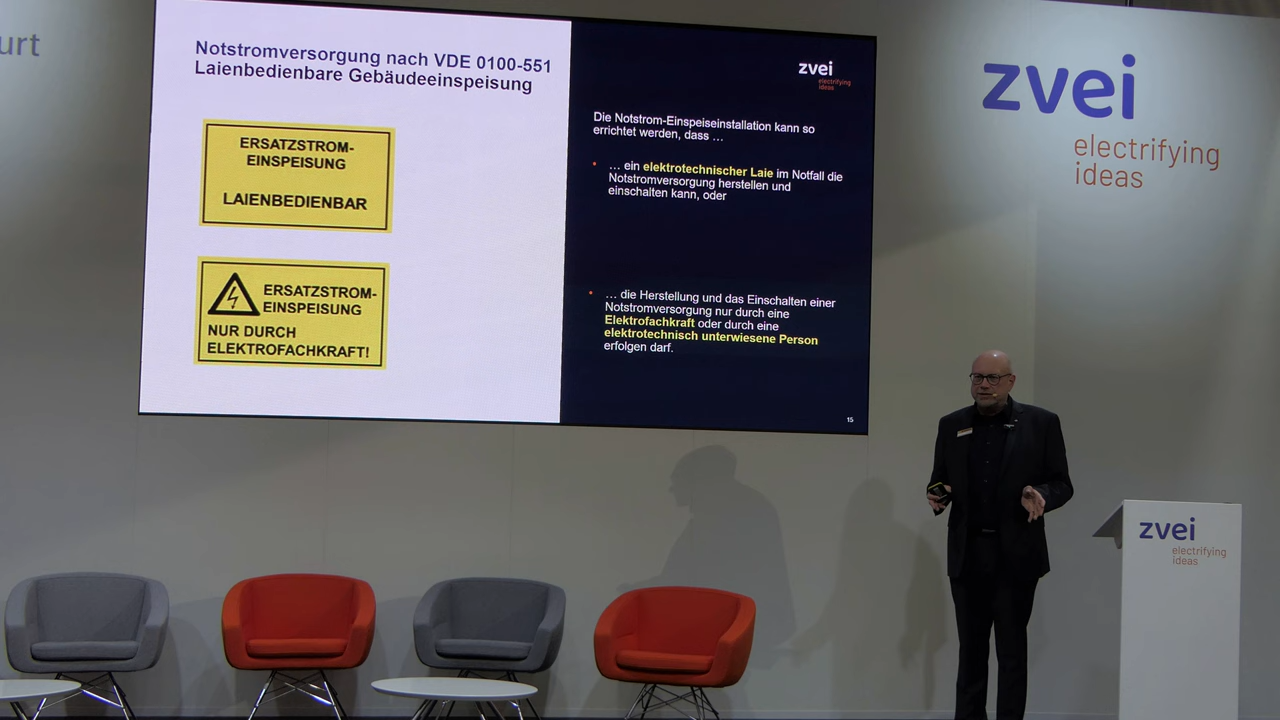 urt
Notstromversorgung nach VDE 0100-551
Laienbedienbare Gebäudeeinspeisung
ERSATZSTROM-
EINSPEISUNG
LAIENBEDIENBAR
ERSATZSTROM-
EINSPEISUNG
NUR DURCH
ELEKTROFACHKRAFT!
zvei
electrifying
ideas
Die Notstrom-Einspeiseinstallation kann so
errichtet werden, dass …
• … ein elektrotechnischer Laie im Notfall die
Notstromversorgung herstellen und
einschalten kann, oder
• … die Herstellung und das Einschalten einer
Notstromversorgung nur durch eine
Elektrofachkraft oder durch eine
elektrotechnisch unterwiesene Person
erfolgen darf.
15
zvei
electrifying
ideas
zvei
electrifying
ideas